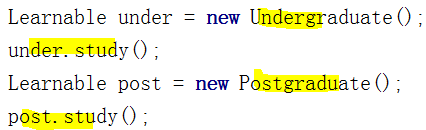 Learnable under = new Undergraduate();
under.study();
Learnable post = new Postgraduate();
post.study();